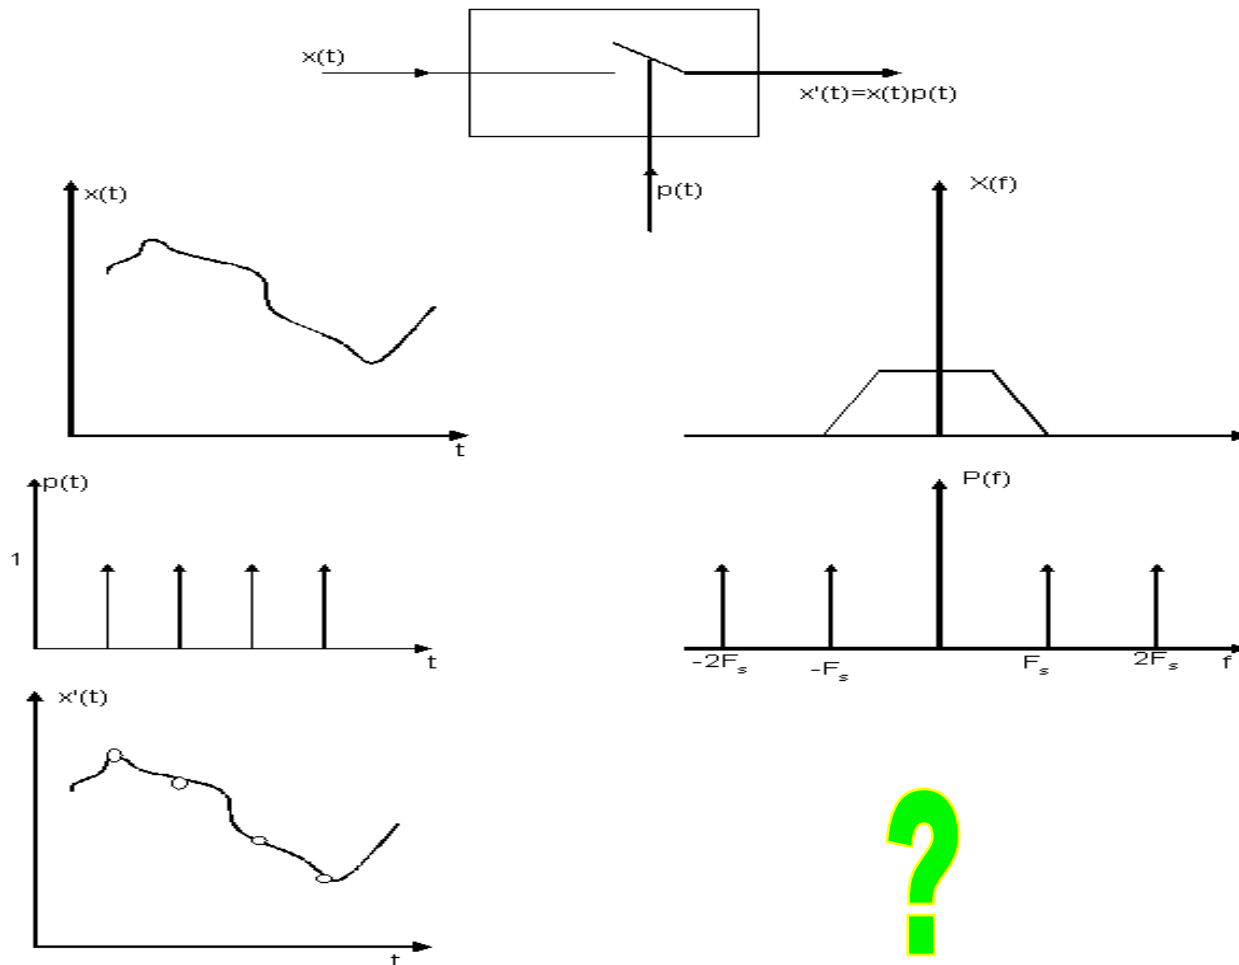 x(t)
x'(t)=x(t)p(t)
p(t)
x(t)
t
X(f)
p(t)
1
t
P(f)
-2Fs
-Fs
Fs
2Fs
f
x'(t)
t
?